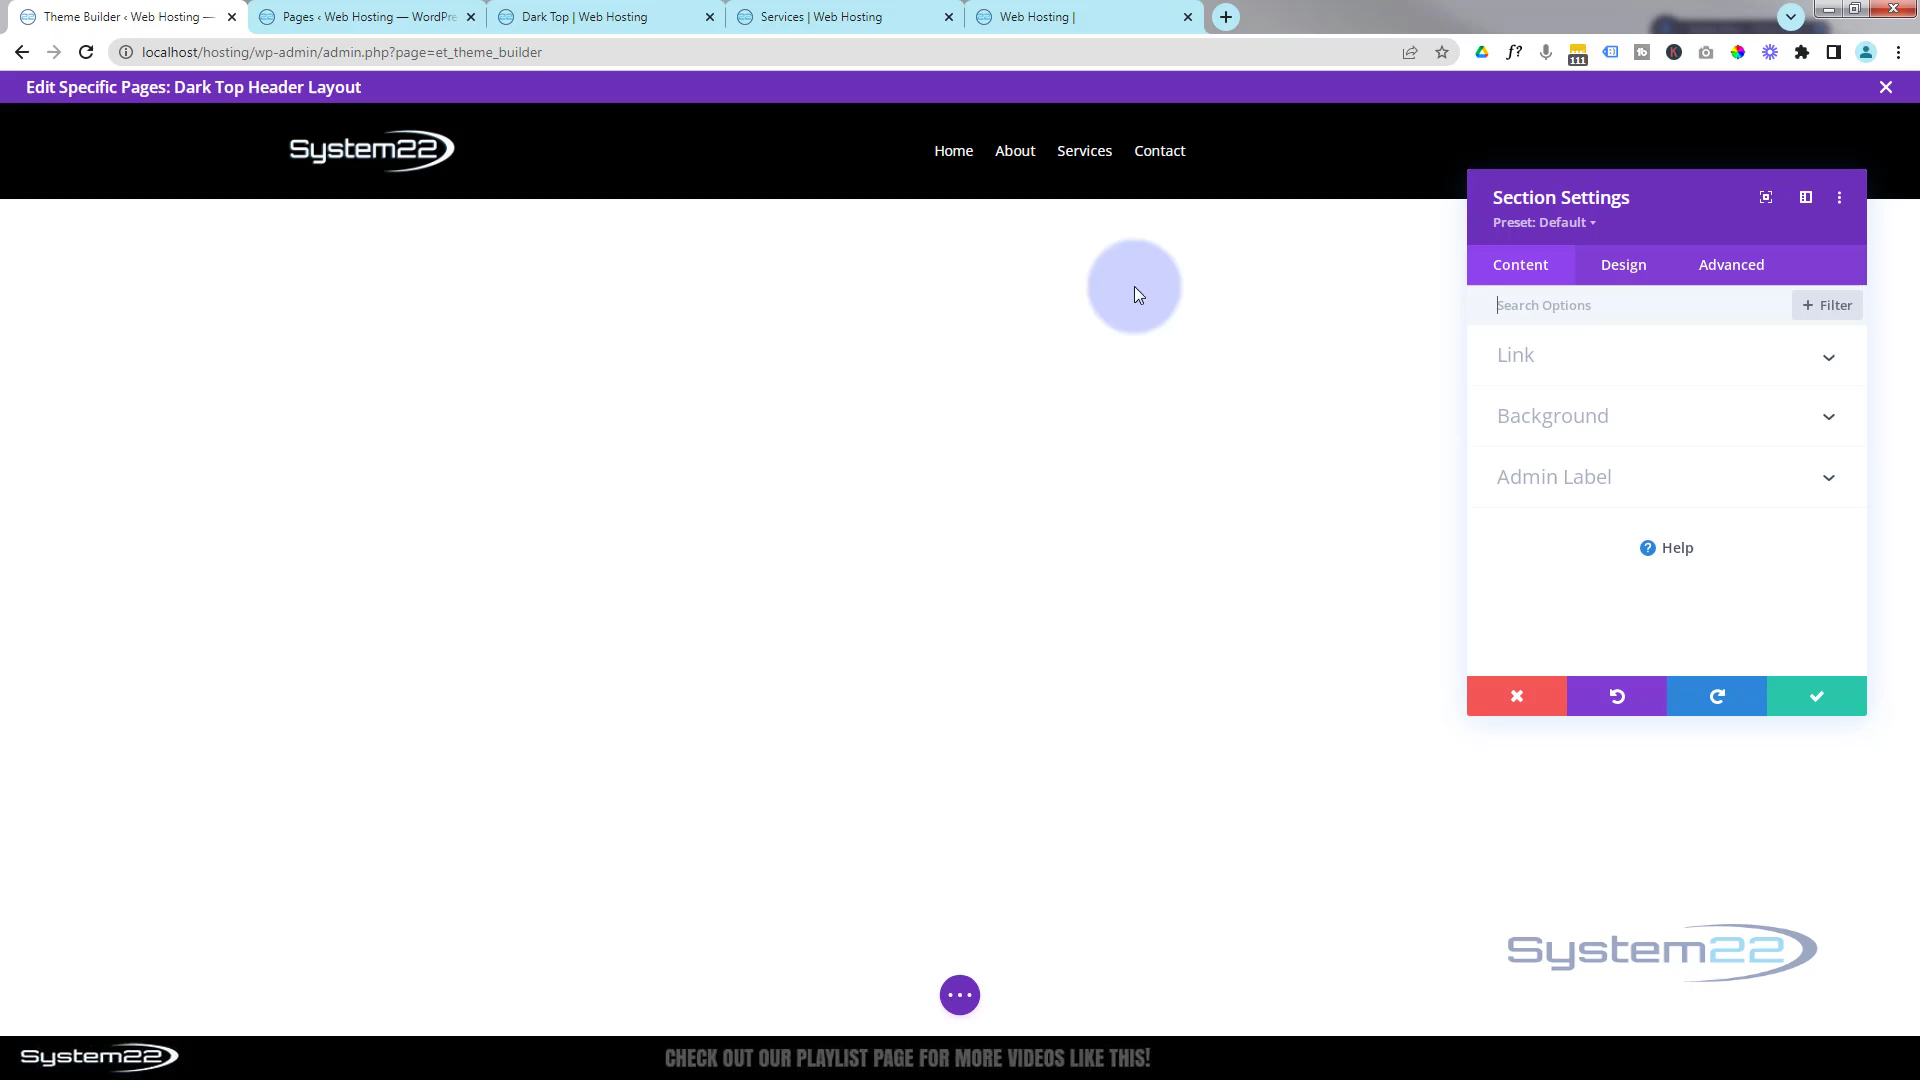 Theme Builder ‹ Web Hosting —
Pages ‹ Web Hosting — WordPre
Dark Top | Web Hosting
Services | Web Hosting
Web Hosting |
localhost/hosting/wp-admin/admin.php?page=et_theme_builder
f?
111
tb
K
Edit Specific Pages: Dark Top Header Layout
System22
Home
About
Services
Contact
Section Settings
Preset: Default
Content
Design
Advanced
Search Options
+ Filter
Link
Background
Admin Label
? Help
System22
System22
CHECK OUT OUR PLAYLIST PAGE FOR MORE VIDEOS LIKE THIS!